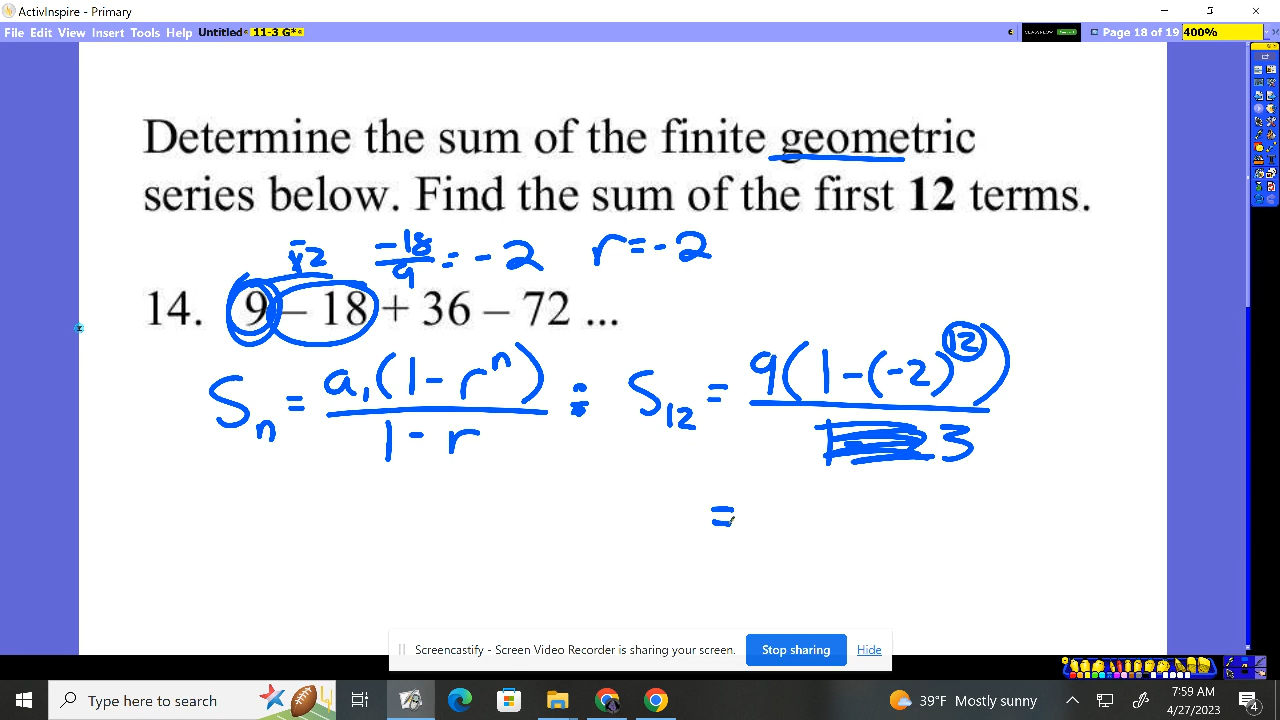 ActivInspire - Primary
File Edit View Insert Tools Help Untitled* 11-3 G*
Page 18 of 19 400%
Determine the sum of the finite geometric
series below. Find the sum of the first 12 terms.
x-2 -18/9 = -2 r = -2
14. 9 – 18 + 36 – 72 ...
Sn = a1(1 - r^n) / 1 - r = S12 = 9(1 - (-2)^12) / 3
=
Screencastify - Screen Video Recorder is sharing your screen. Stop sharing Hide
Type here to search
39°F Mostly sunny
7:59 AM
4/27/2023
4